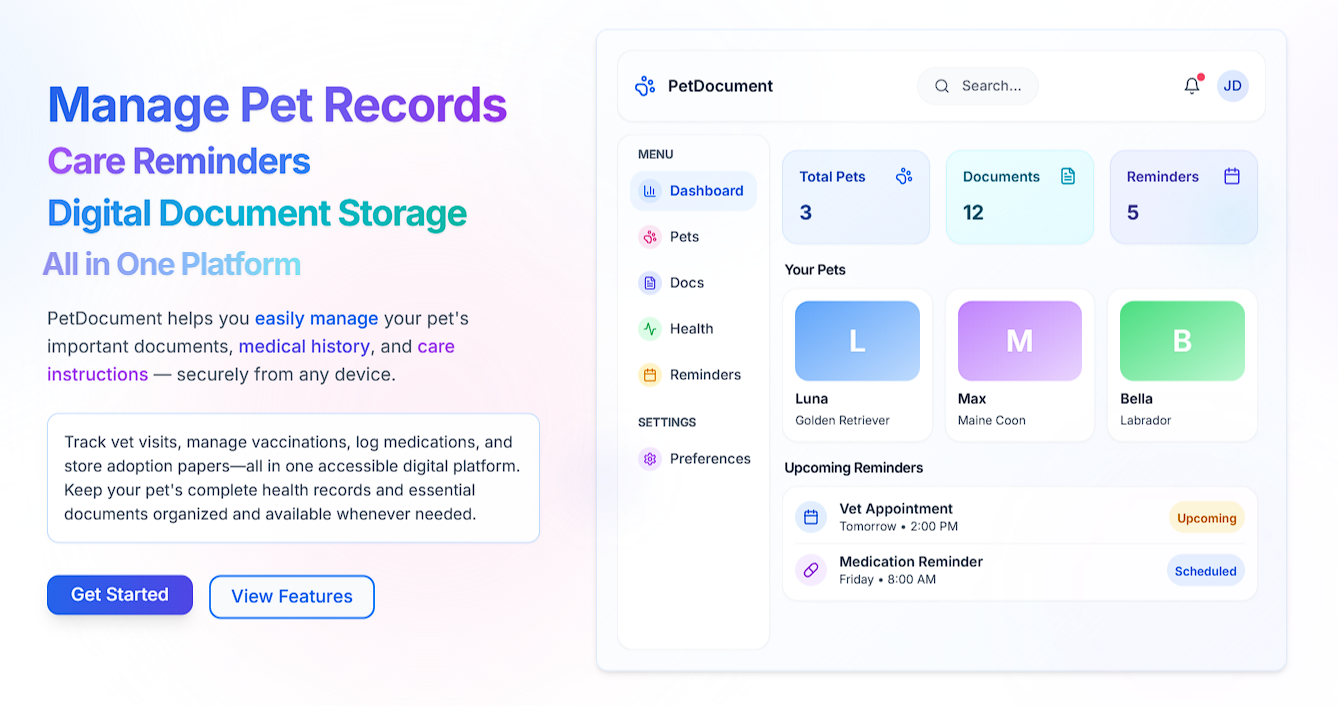 Manage Pet Records
Care Reminders
Digital Document Storage
All in One Platform
PetDocument helps you easily manage your pet's
important documents, medical history, and care
instructions — securely from any device.
Track vet visits, manage vaccinations, log medications, and
store adoption papers—all in one accessible digital platform.
Keep your pet's complete health records and essential
documents organized and available whenever needed.
Get Started
View Features
PetDocument
Search...
JD
MENU
Dashboard
Pets
Docs
Health
Reminders
SETTINGS
Preferences
Total Pets
3
Documents
12
Reminders
5
Your Pets
L
Luna
Golden Retriever
M
Max
Maine Coon
B
Bella
Labrador
Upcoming Reminders
Vet Appointment
Tomorrow • 2:00 PM
Upcoming
Medication Reminder
Friday • 8:00 AM
Scheduled